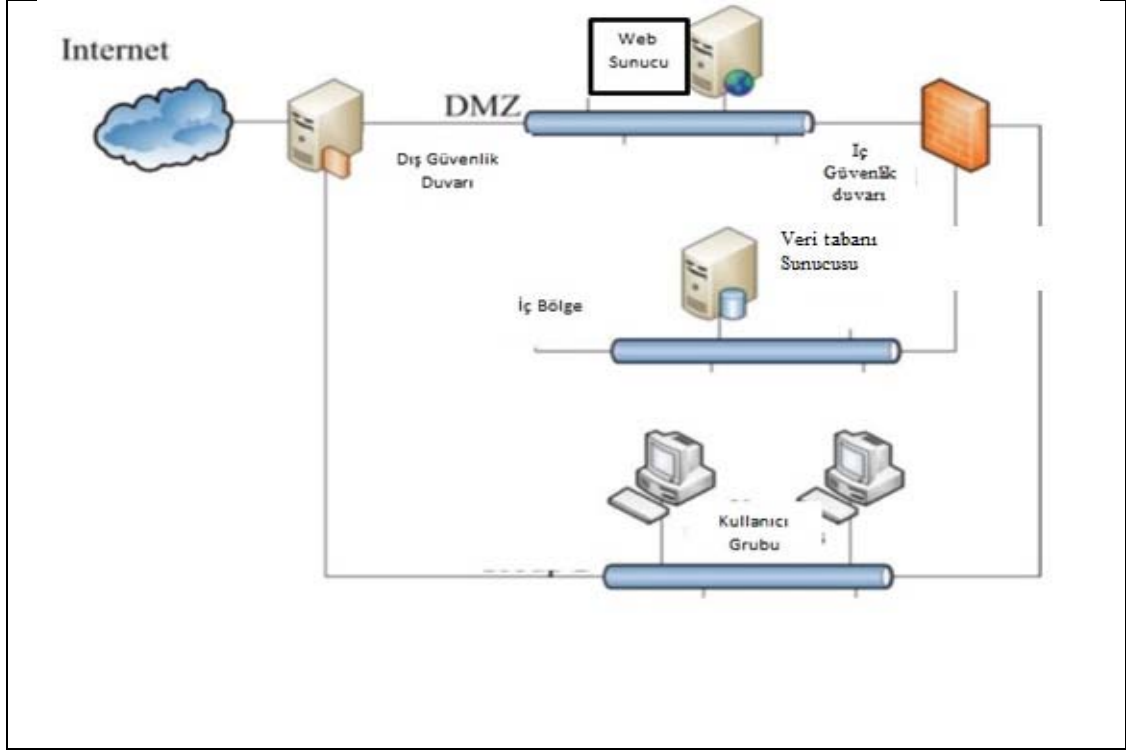 Internet
Web
Sunucu
DMZ
Dış Güvenlik
Duvarı
İç
Güvenlik
duvarı
Veri tabanı
Sunucusu
İç Bölge
Kullanıcı
Grubu